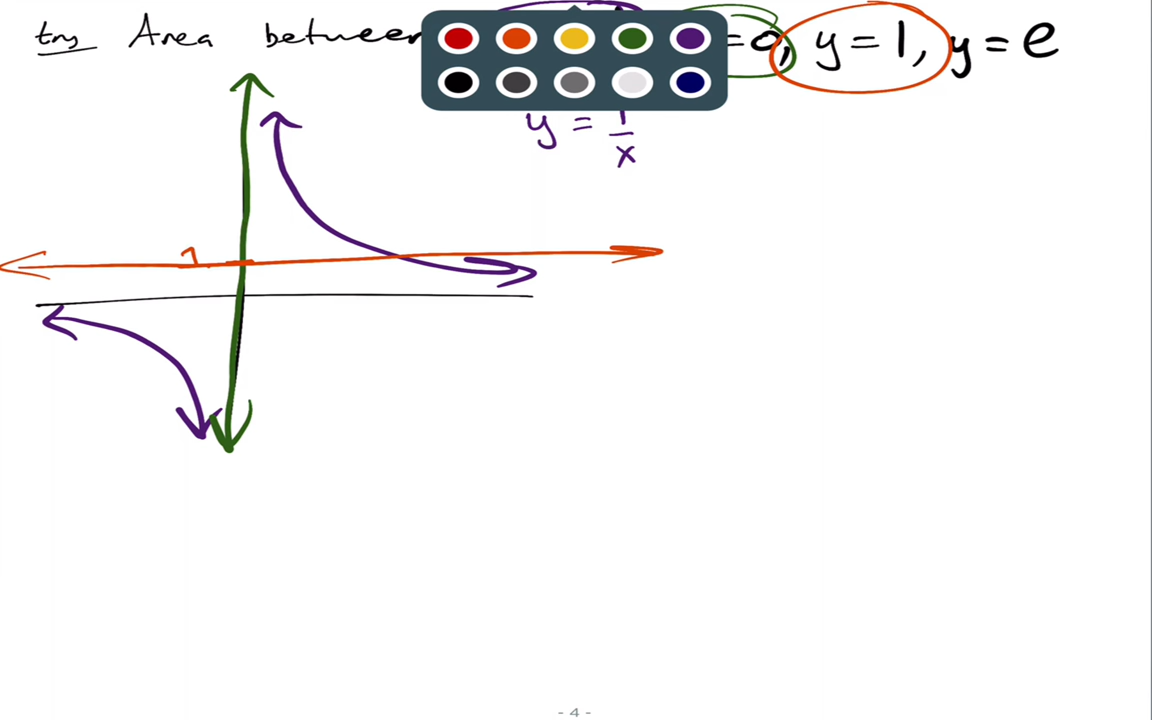 try Area between =0, y=1, y=e
y = 1/x
1
- 4 -